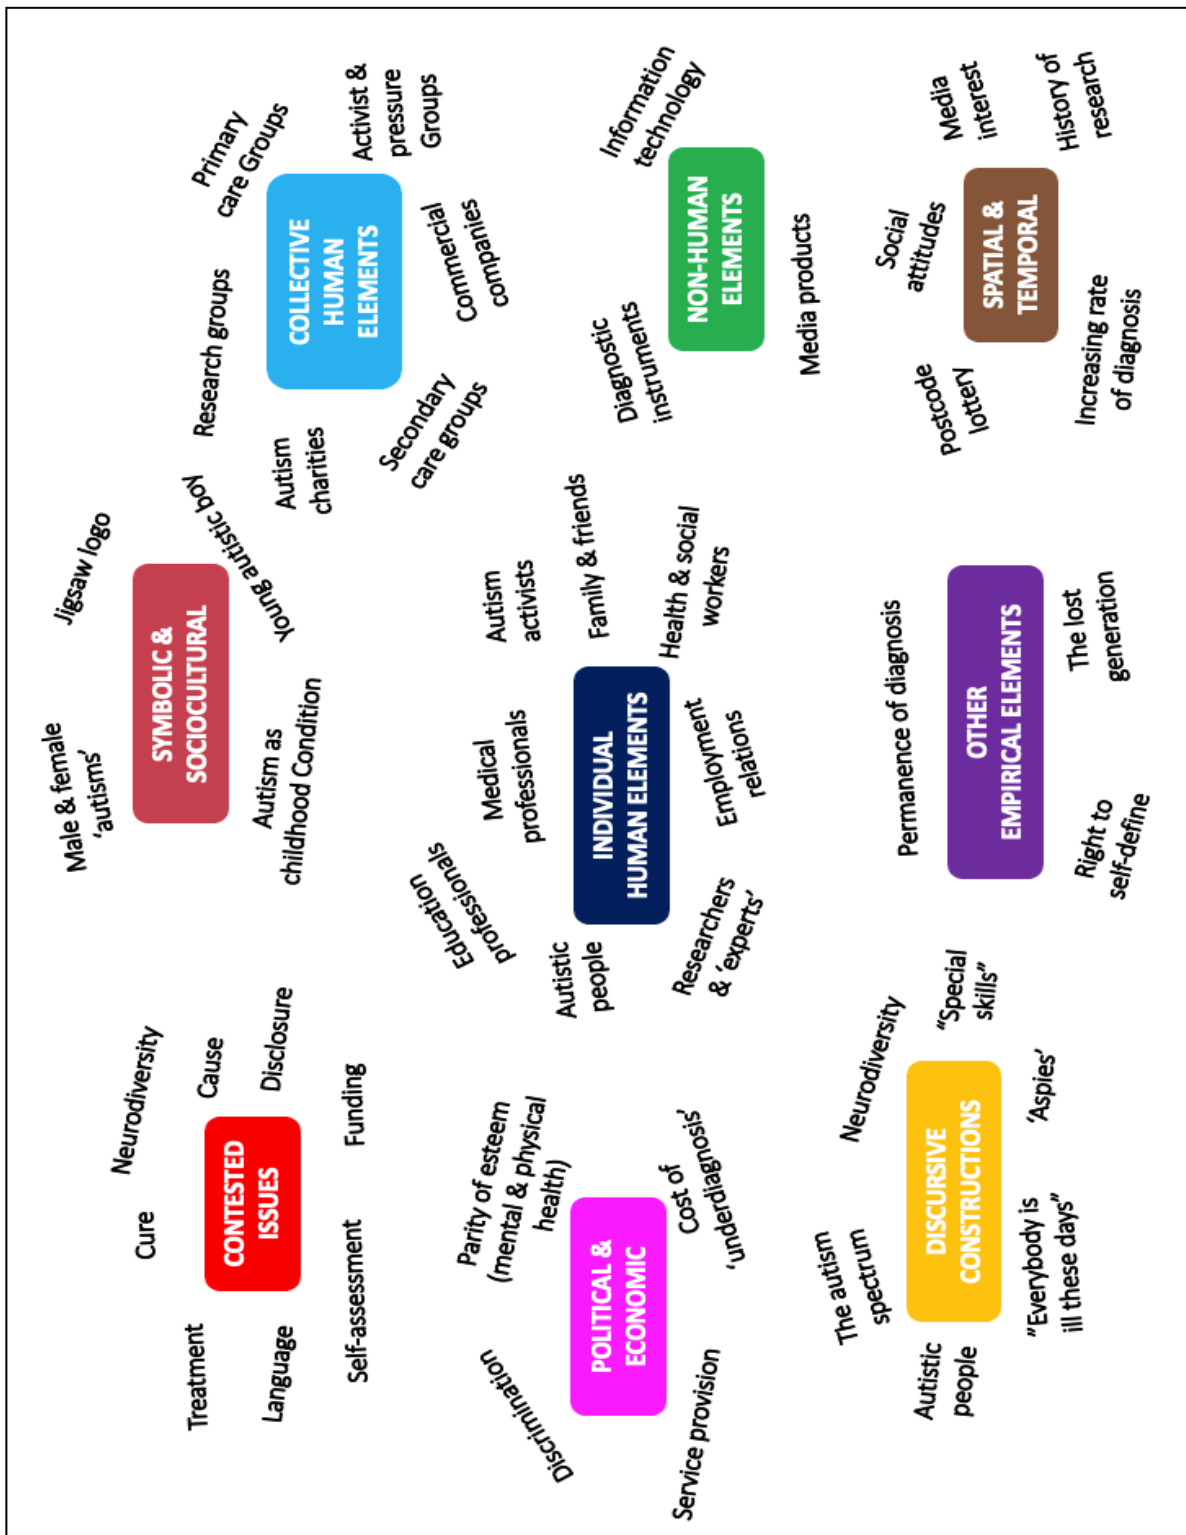 Treatment
Cure
Neurodiversity
Cause
CONTESTED
ISSUES
Disclosure
Language
Self-assessment
Funding
Male & female
‘autisms’
Jigsaw logo
SYMBOLIC &
SOCIOCULTURAL
Young autistic boy
Autism as
childhood Condition
Research groups
Primary
care Groups
Autism
charities
COLLECTIVE
HUMAN
ELEMENTS
Activist &
pressure
Groups
Secondary
care groups
Commercial
companies
Discrimination
Parity of esteem
(mental & physical
health)
POLITICAL &
ECONOMIC
Service provision
Cost of
‘underdiagnosis’
Education
professionals
Medical
professionals
Autism
activists
Autistic
people
INDIVIDUAL
HUMAN ELEMENTS
Family & friends
Researchers
& ‘experts’
Employment
relations
Health & social
workers
Diagnostic
instruments
Information
technology
NON-HUMAN
ELEMENTS
Media products
The autism
spectrum
Neurodiversity
Autistic
people
DISCURSIVE
CONSTRUCTIONS
“Special
skills”
”Everybody is
ill these days”
‘Aspies’
Permanence of diagnosis
OTHER
EMPIRICAL ELEMENTS
Right to
self-define
The lost
generation
Postcode
lottery
Social
attitudes
Media
interest
SPATIAL &
TEMPORAL
Increasing rate
of diagnosis
History of
research